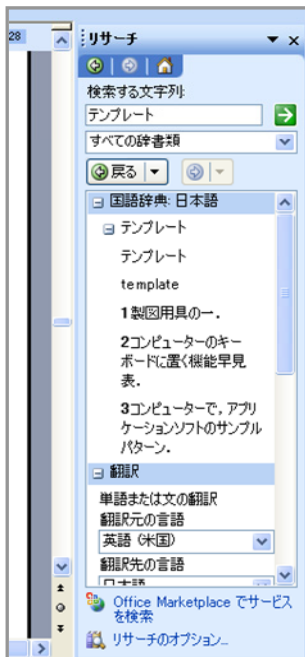 28
リサーチ
検索する文字列:
テンプレート
すべての辞書類
戻る
国語辞典: 日本語
テンプレート
テンプレート
template
1製図用具の一.
2コンピューターのキー
ボードに置く機能早見
表.
3コンピューターで, アプリ
ケーションソフトのサンプル
パターン.
翻訳
単語または文の翻訳
翻訳元の言語
英語 (米国)
翻訳先の言語
日本語
Office Marketplace でサービス
を検索
リサーチのオプション...